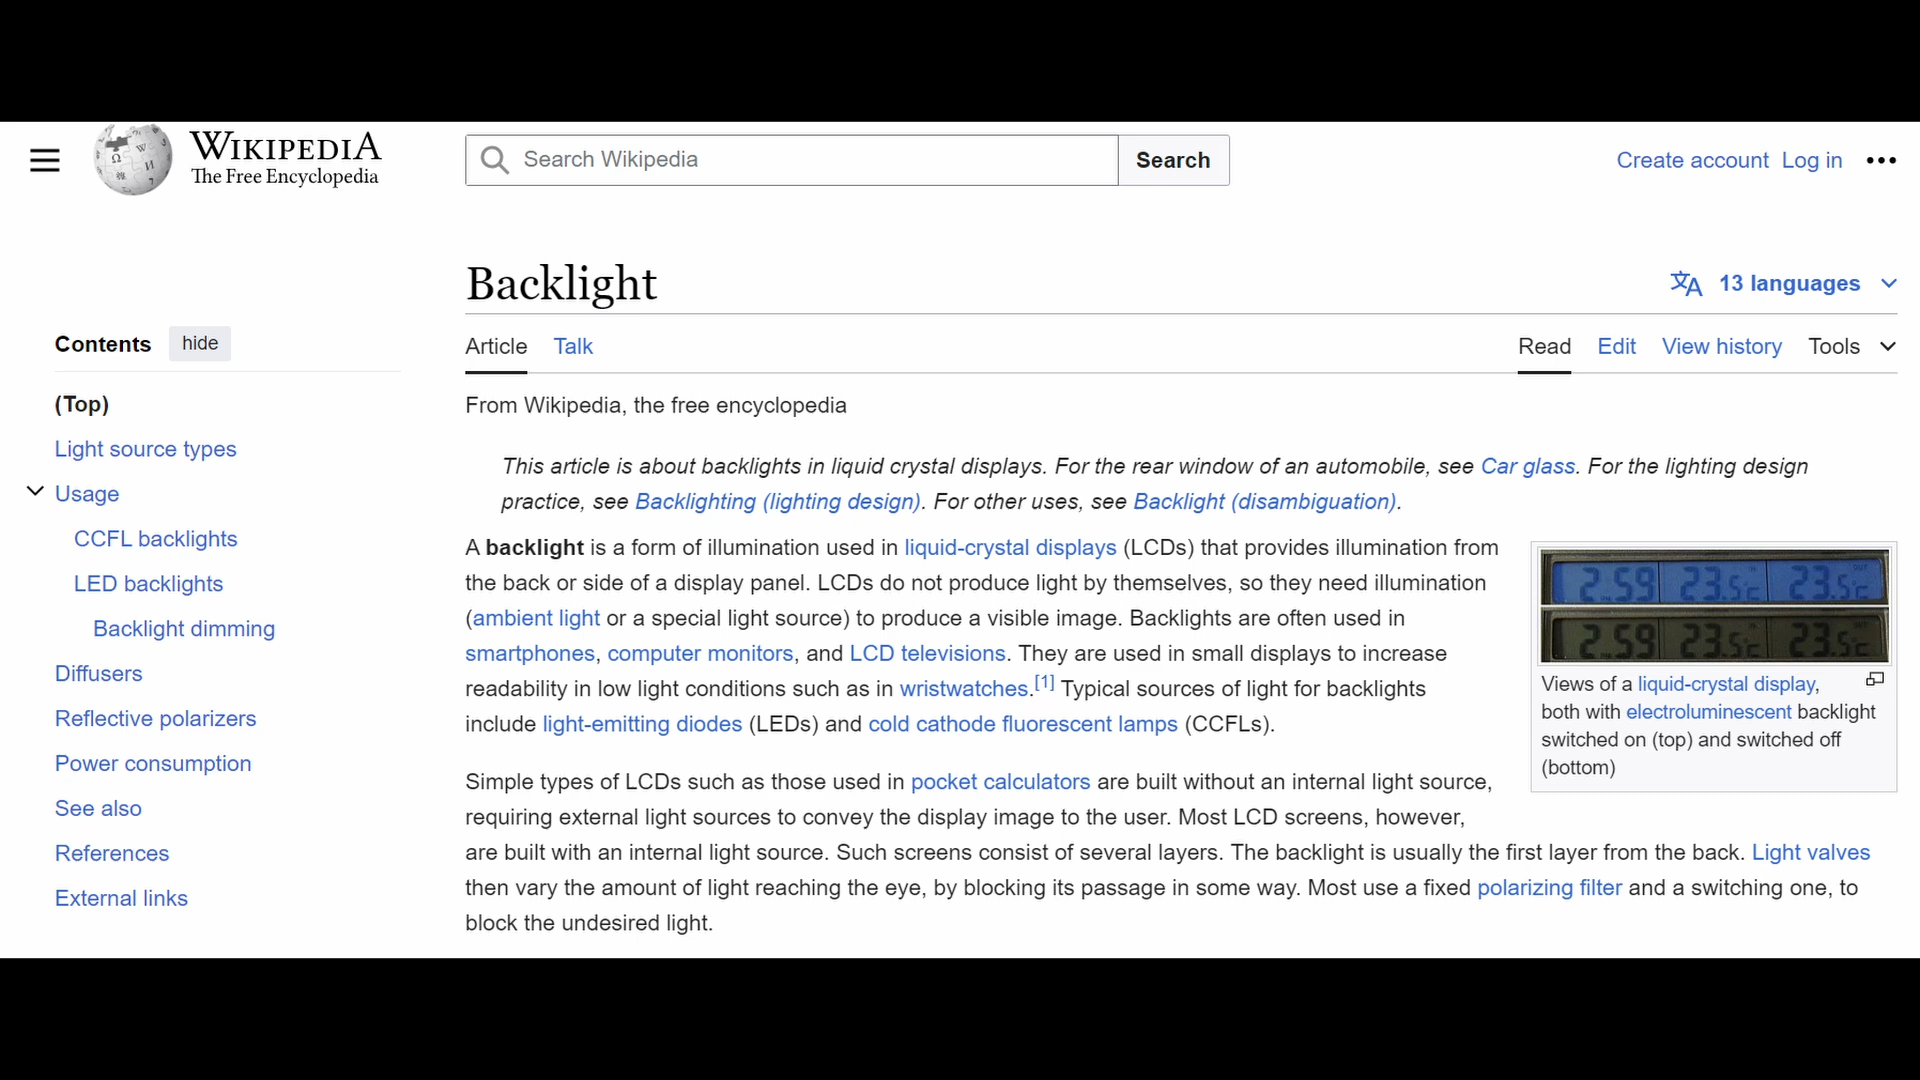 WIKIPEDIA
The Free Encyclopedia
Search Wikipedia
Search
Create account Log in
Backlight
13 languages
Contents hide
Article Talk
Read Edit View history Tools
(Top)
Light source types
Usage
CCFL backlights
LED backlights
Backlight dimming
Diffusers
Reflective polarizers
Power consumption
See also
References
External links
From Wikipedia, the free encyclopedia
This article is about backlights in liquid crystal displays. For the rear window of an automobile, see Car glass. For the lighting design
practice, see Backlighting (lighting design). For other uses, see Backlight (disambiguation).
A backlight is a form of illumination used in liquid-crystal displays (LCDs) that provides illumination from
the back or side of a display panel. LCDs do not produce light by themselves, so they need illumination
(ambient light or a special light source) to produce a visible image. Backlights are often used in
smartphones, computer monitors, and LCD televisions. They are used in small displays to increase
readability in low light conditions such as in wristwatches.[1] Typical sources of light for backlights
include light-emitting diodes (LEDs) and cold cathode fluorescent lamps (CCFLs).
2:59 23.5°C 23.5°C
2:59 23.5°C 23.5°C
Views of a liquid-crystal display,
both with electroluminescent backlight
switched on (top) and switched off
(bottom)
Simple types of LCDs such as those used in pocket calculators are built without an internal light source,
requiring external light sources to convey the display image to the user. Most LCD screens, however,
are built with an internal light source. Such screens consist of several layers. The backlight is usually the first layer from the back. Light valves
then vary the amount of light reaching the eye, by blocking its passage in some way. Most use a fixed polarizing filter and a switching one, to
block the undesired light.